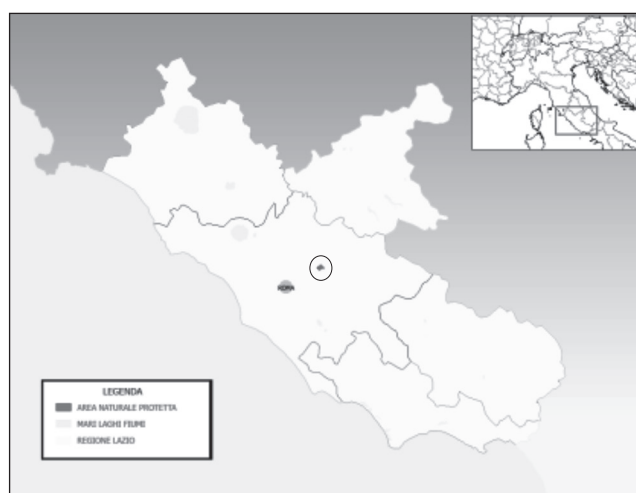 ROMA
LEGENDA
AREA NATURALE PROTETTA
MARI LAGHI FIUMI
REGIONE LAZIO